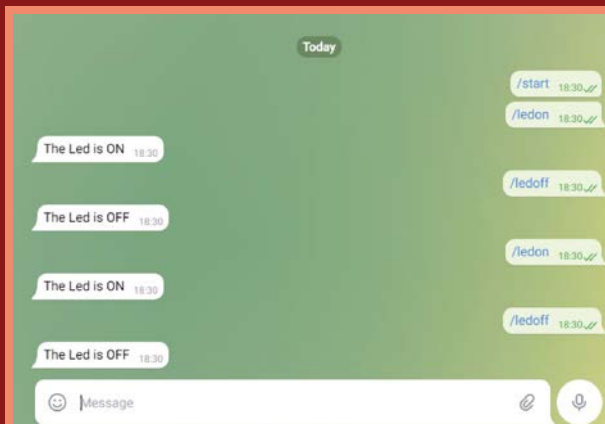 Today
/start 18:30
/ledon 18:30
The Led is ON 18:30
/ledoff 18:30
The Led is OFF 18:30
/ledon 18:30
The Led is ON 18:30
/ledoff 18:30
The Led is OFF 18:30
Message